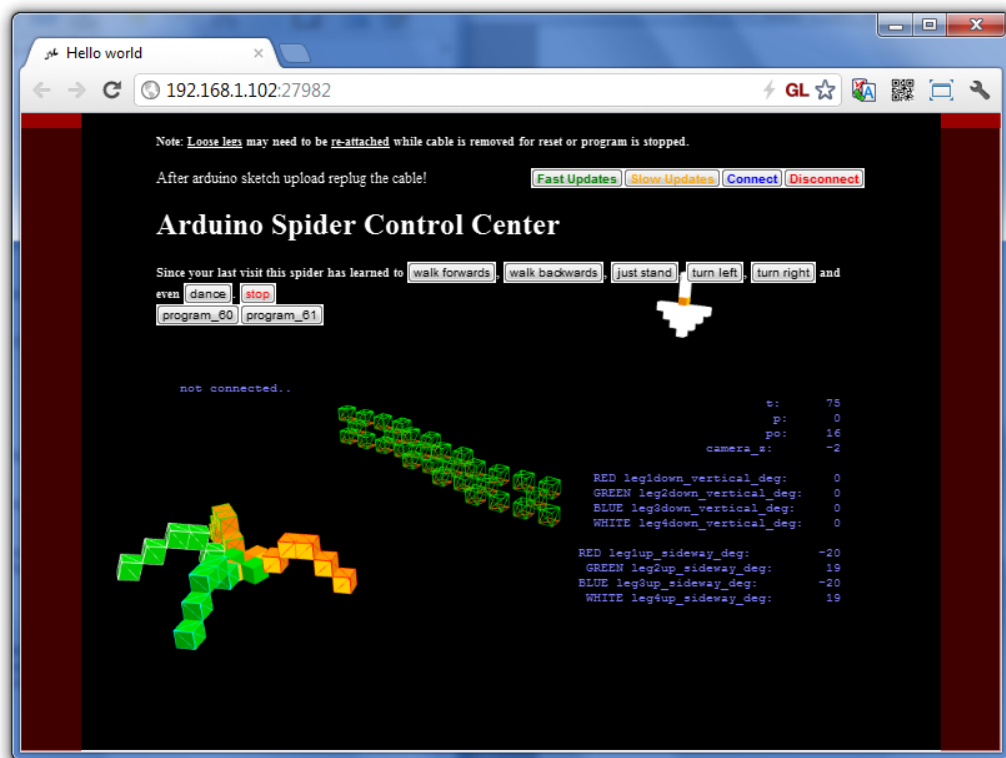 Hello world
192.168.1.102:27982
GL
Note: Loose legs may need to be re-attached while cable is removed for reset or program is stopped.
After arduino sketch upload replug the cable! Fast Updates Slow Updates Connect Disconnect
Arduino Spider Control Center
Since your last visit this spider has learned to walk forwards, walk backwards, just stand, turn left, turn right and
even dance. stop
program_60 program_61
not connected..
t: 75
p: 0
po: 16
camera_z: -2
RED leg1down_vertical_deg: 0
GREEN leg2down_vertical_deg: 0
BLUE leg3down_vertical_deg: 0
WHITE leg4down_vertical_deg: 0
RED leg1up_sideway_deg: -20
GREEN leg2up_sideway_deg: 19
BLUE leg3up_sideway_deg: -20
WHITE leg4up_sideway_deg: 19